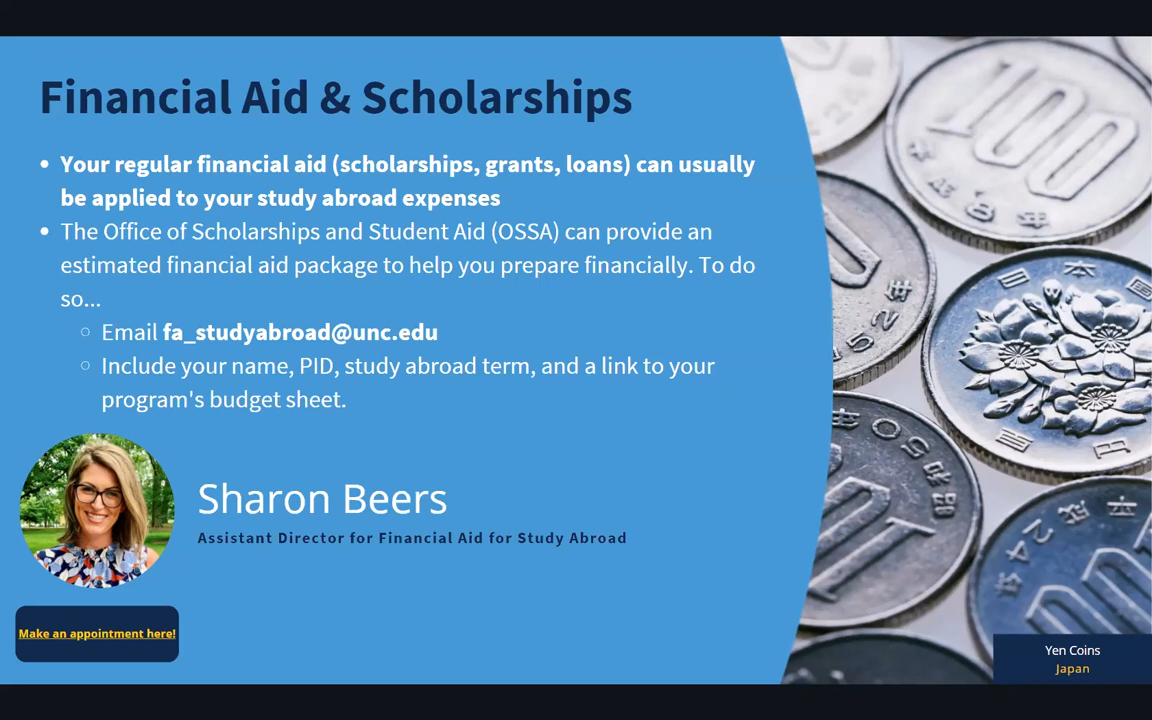 Financial Aid & Scholarships
• Your regular financial aid (scholarships, grants, loans) can usually
be applied to your study abroad expenses
• The Office of Scholarships and Student Aid (OSSA) can provide an
estimated financial aid package to help you prepare financially. To do
so...
○ Email fa_studyabroad@unc.edu
○ Include your name, PID, study abroad term, and a link to your
program's budget sheet.
Sharon Beers
Assistant Director for Financial Aid for Study Abroad
Make an appointment here!
100
日本国
Yen Coins
Japan